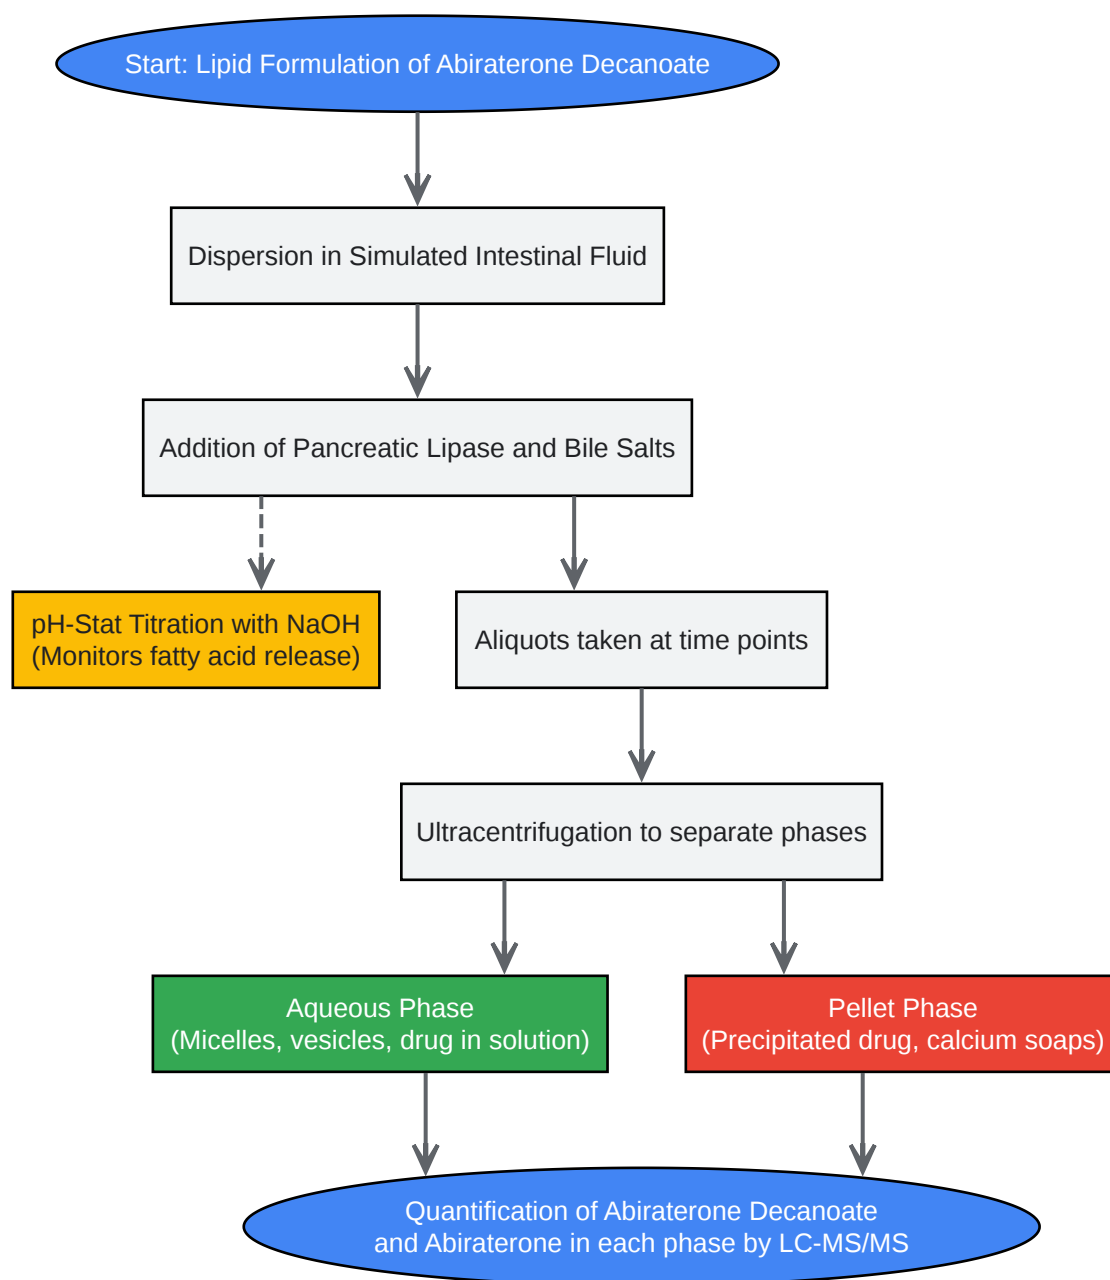 Start: Lipid Formulation of Abiraterone Decanoate
Dispersion in Simulated Intestinal Fluid
Addition of Pancreatic Lipase and Bile Salts
pH-Stat Titration with NaOH
(Monitors fatty acid release)
Aliquots taken at time points
Ultracentrifugation to separate phases
Aqueous Phase
(Micelles, vesicles, drug in solution)
Pellet Phase
(Precipitated drug, calcium soaps)
Quantification of Abiraterone Decanoate
and Abiraterone in each phase by LC-MS/MS